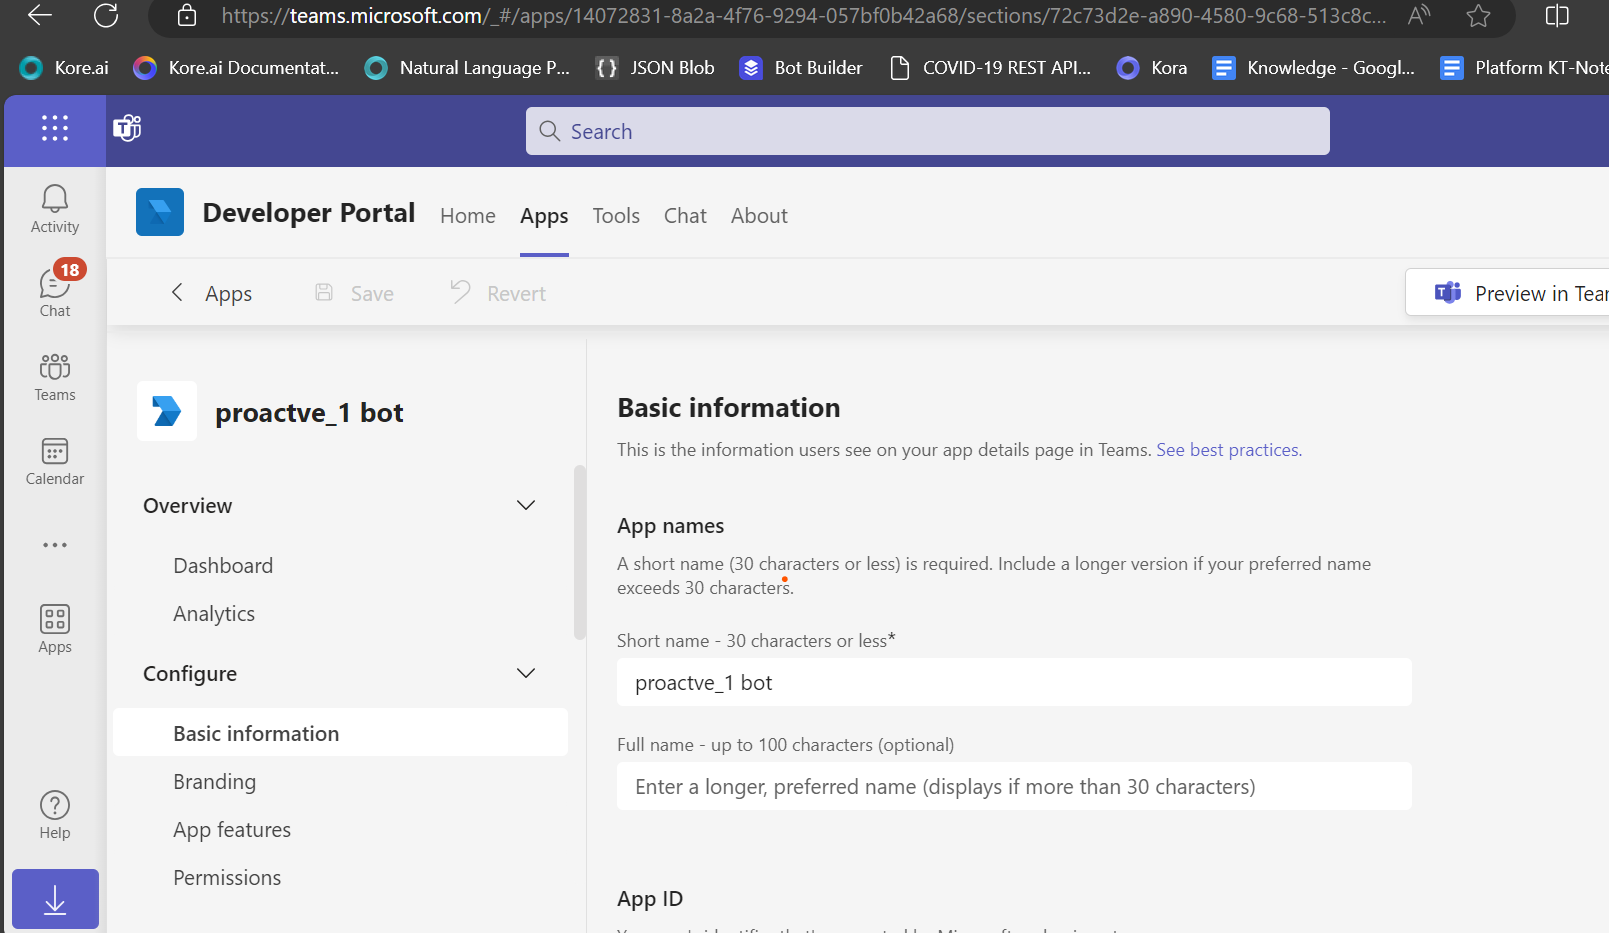 https://teams.microsoft.com/_#/apps/14072831-8a2a-4f76-9294-057bf0b42a68/sections/72c73d2e-a890-4580-9c68-513c8c...
Kore.ai Kore.ai Documentat... Natural Language P... JSON Blob Bot Builder COVID-19 REST API... Kora Knowledge - Googl... Platform KT-Note
Search
Activity
18
Chat
Teams
Calendar
Apps
Help
Developer Portal Home Apps Tools Chat About
Apps Save Revert Preview in Tear
proactve_1 bot
Overview
Dashboard
Analytics
Configure
Basic information
Branding
App features
Permissions
Basic information
This is the information users see on your app details page in Teams. See best practices.
App names
A short name (30 characters or less) is required. Include a longer version if your preferred name
exceeds 30 characters.
Short name - 30 characters or less*
proactve_1 bot
Full name - up to 100 characters (optional)
Enter a longer, preferred name (displays if more than 30 characters)
App ID